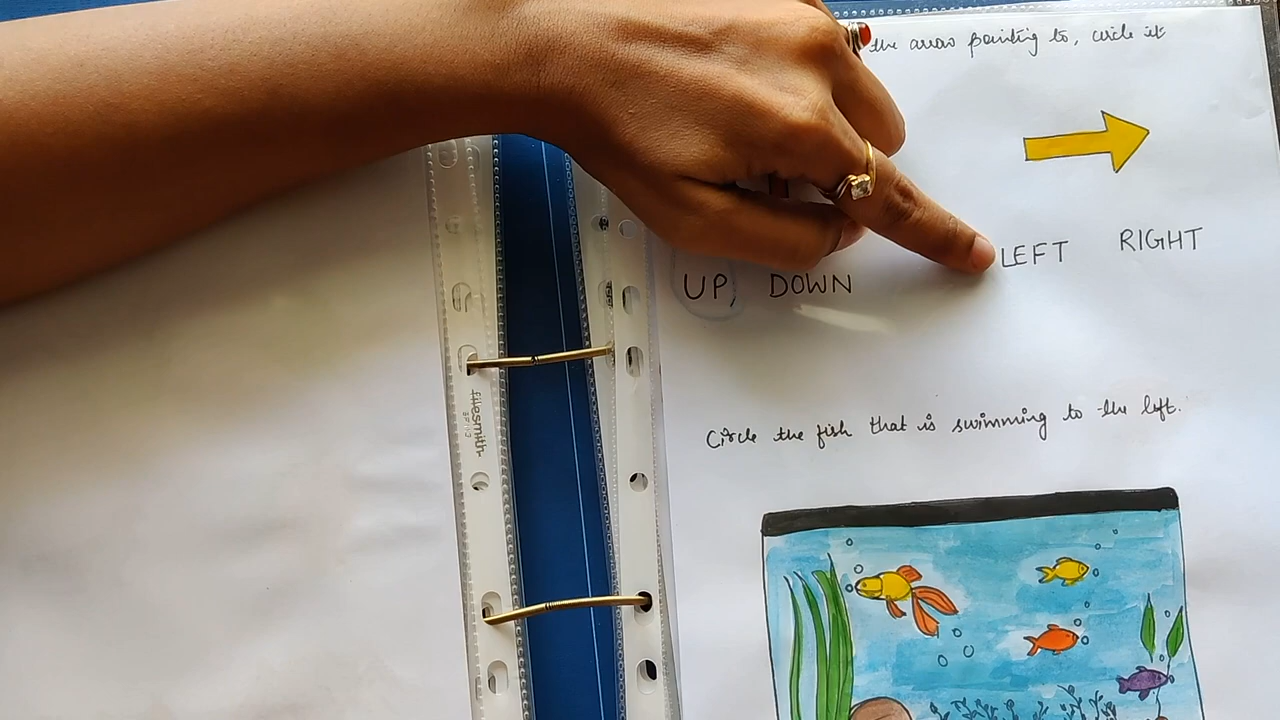 the arrow pointing to, circle it
UP, DOWN
LEFT RIGHT
Circle the fish that is swimming to the left.
filesmith